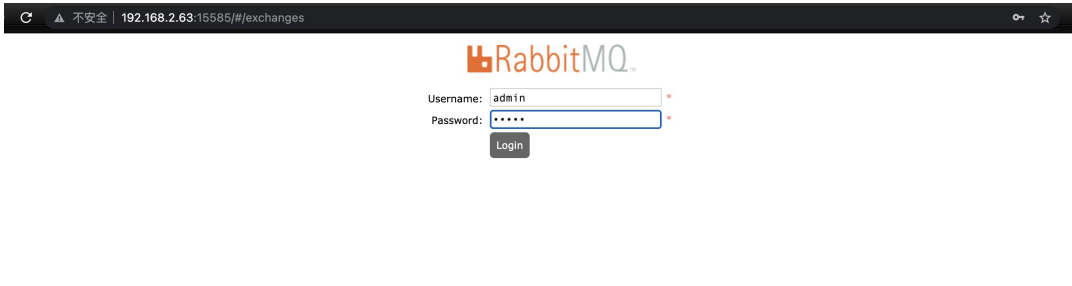 不安全 192.168.2.63:15585/#/exchanges
RabbitMQ
Username: admin *
Password: ••••• *
Login